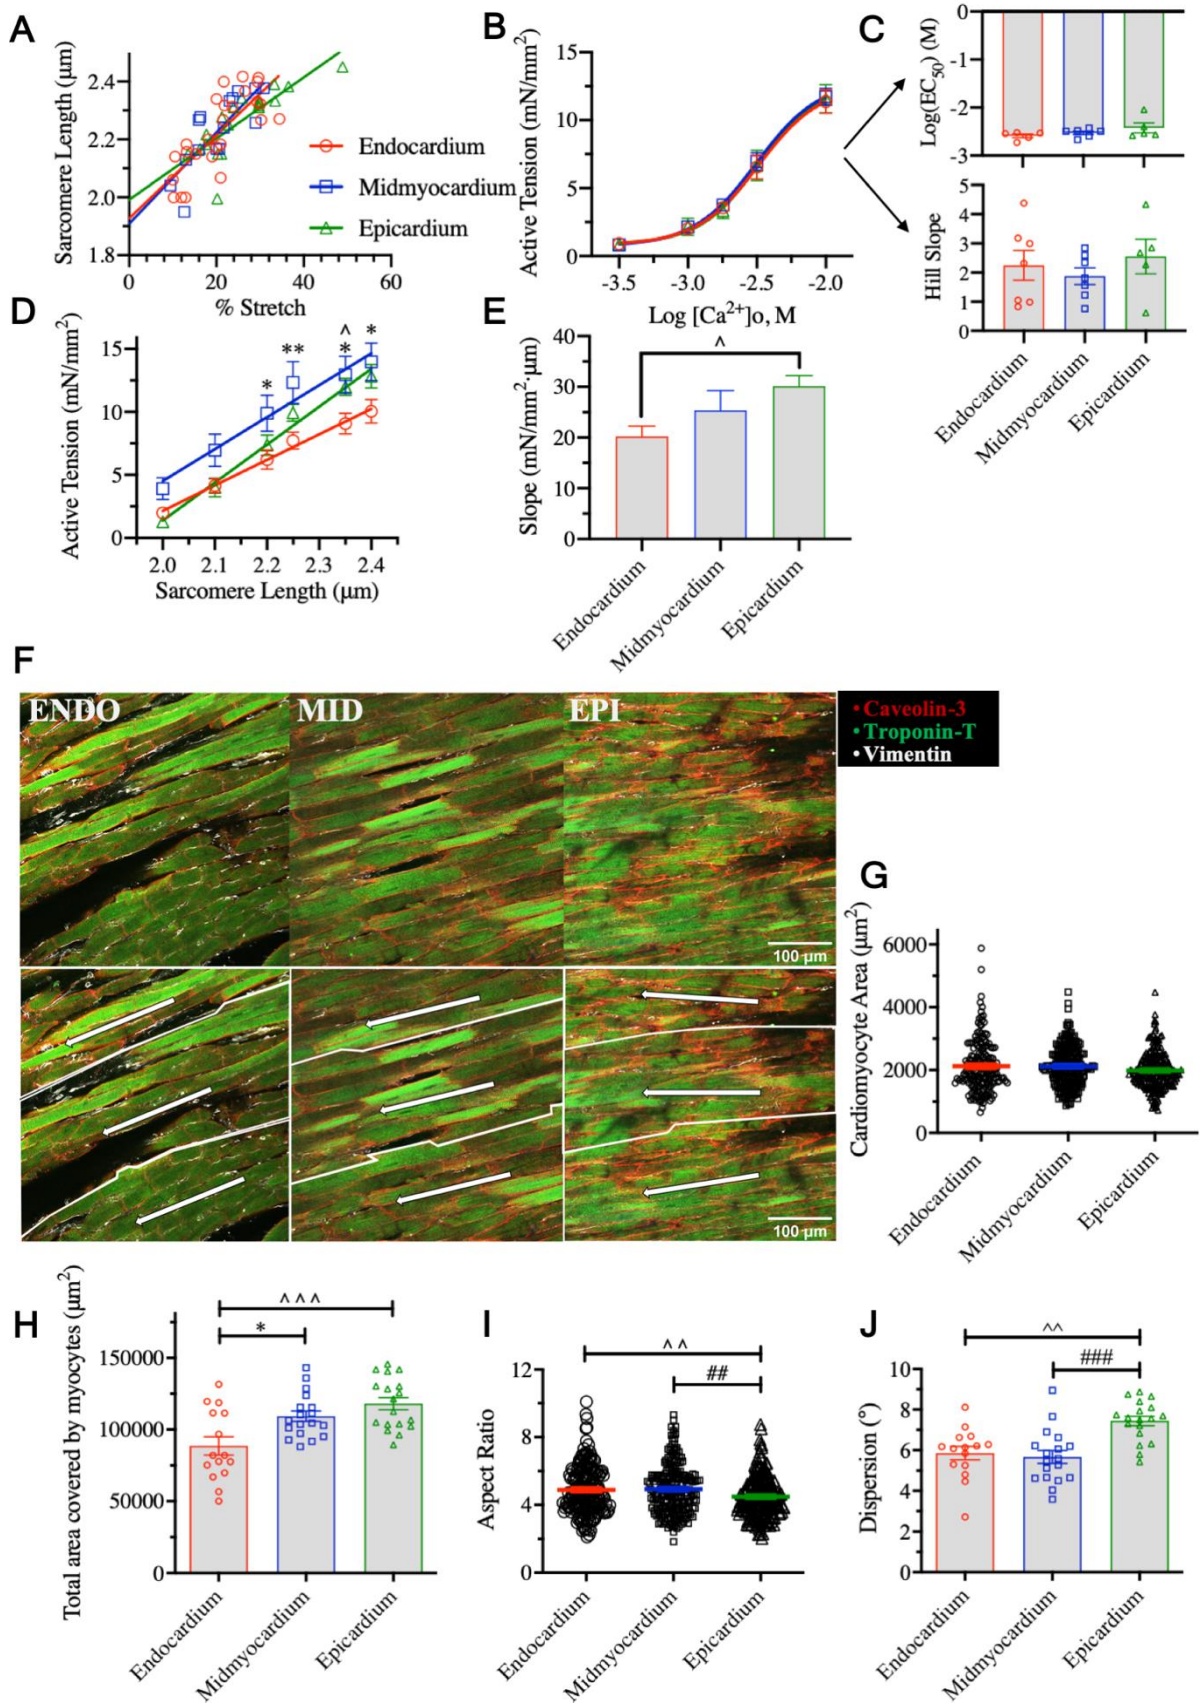 A
Sarcomere Length (μm)
2.4
2.2
2.0
1.8
0
20
40
60
% Stretch
Endocardium
Midmyocardium
Epicardium
B
Active Tension (mN/mm²)
15
10
5
0
-3.5
-3.0
-2.5
-2.0
Log [Ca²⁺]o, M
C
Log(EC₅₀) (M)
0
-1
-2
-3
Hill Slope
5
4
3
2
1
0
Endocardium
Midmyocardium
Epicardium
D
Active Tension (mN/mm²)
15
10
5
0
*
**
^
*
*
2.0
2.1
2.2
2.3
2.4
Sarcomere Length (μm)
E
Slope (mN/mm²·μm)
40
30
20
10
0
^
Endocardium
Midmyocardium
Epicardium
F
ENDO
MID
EPI
• Caveolin-3
• Troponin-T
• Vimentin
100 μm
100 μm
G
Cardiomyocyte Area (μm²)
6000
4000
2000
0
Endocardium
Midmyocardium
Epicardium
H
Total area covered by myocytes (μm²)
150000
100000
50000
0
^^^
*
Endocardium
Midmyocardium
Epicardium
I
Aspect Ratio
12
8
4
0
^^
##
Endocardium
Midmyocardium
Epicardium
J
Dispersion (°)
10
8
6
4
2
0
^^
###
Endocardium
Midmyocardium
Epicardium